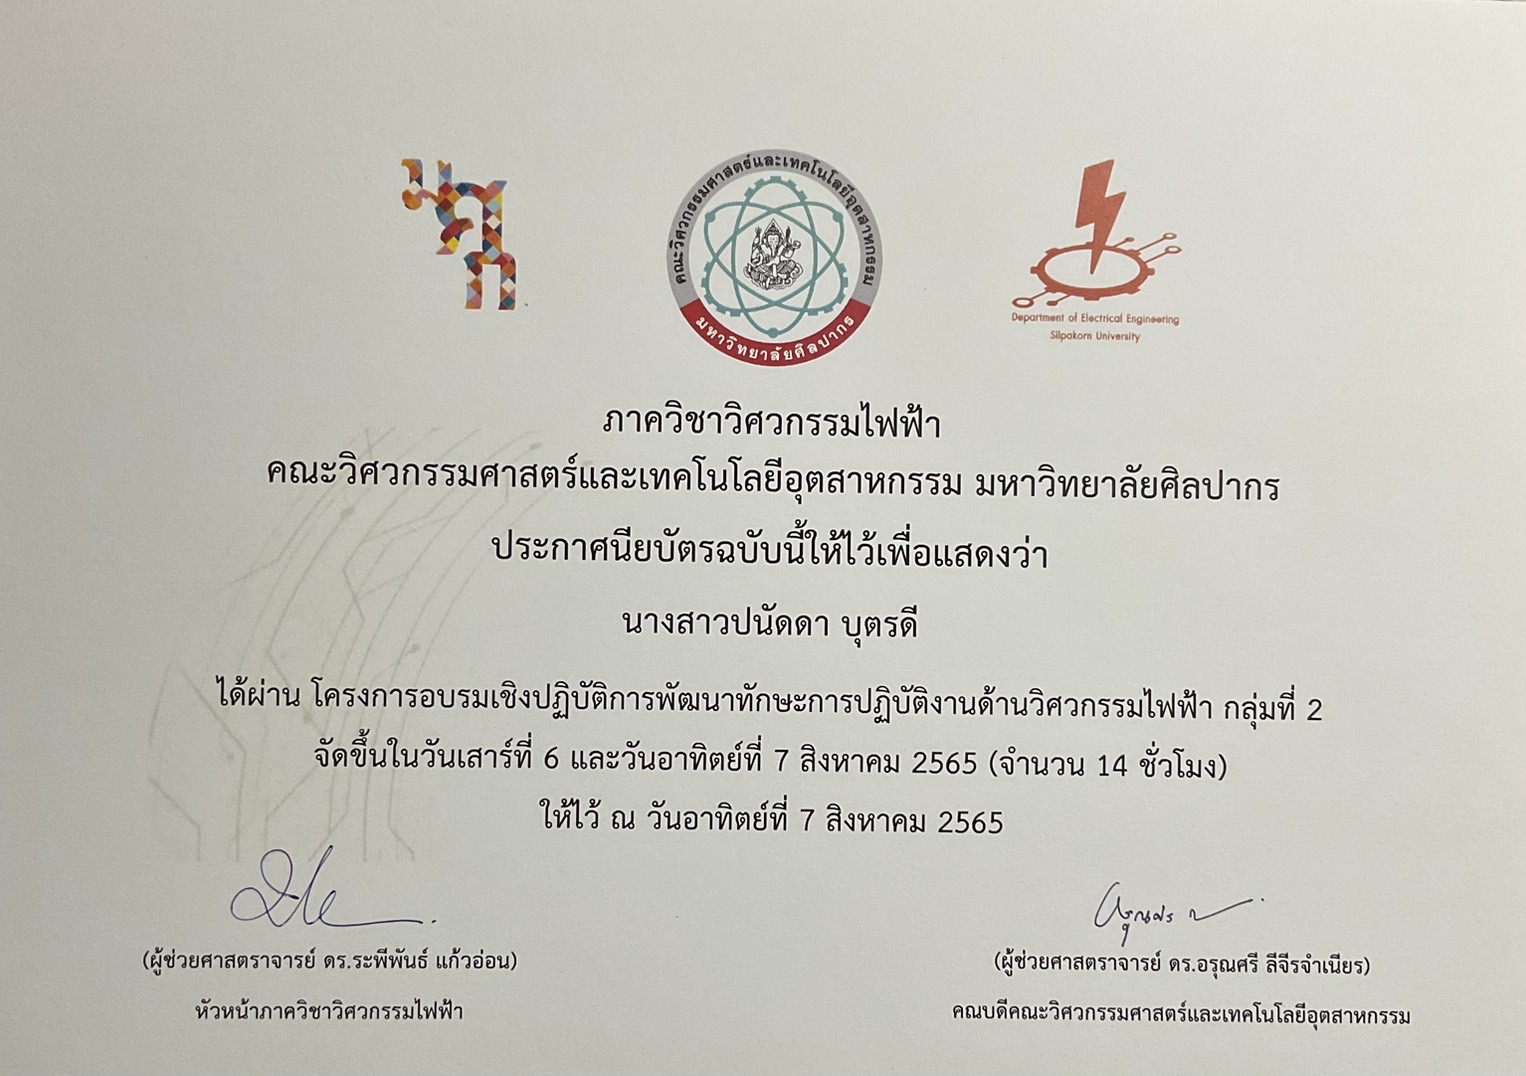 มศก
คณะวิศวกรรมศาสตร์และเทคโนโลยีอุตสาหกรรม
มหาวิทยาลัยศิลปากร
Department of Electrical Engineering
Silpakorn University
ภาควิชาวิศวกรรมไฟฟ้า
คณะวิศวกรรมศาสตร์และเทคโนโลยีอุตสาหกรรม มหาวิทยาลัยศิลปากร
ประกาศนียบัตรฉบับนี้ให้ไว้เพื่อแสดงว่า
นางสาวปนัดดา บุตรดี
ได้ผ่าน โครงการอบรมเชิงปฏิบัติการพัฒนาทักษะการปฏิบัติงานด้านวิศวกรรมไฟฟ้า กลุ่มที่ 2
จัดขึ้นในวันเสาร์ที่ 6 และวันอาทิตย์ที่ 7 สิงหาคม 2565 (จำนวน 14 ชั่วโมง)
ให้ไว้ ณ วันอาทิตย์ที่ 7 สิงหาคม 2565
(ผู้ช่วยศาสตราจารย์ ดร.ระพีพันธ์ แก้วอ่อน)
หัวหน้าภาควิชาวิศวกรรมไฟฟ้า
(ผู้ช่วยศาสตราจารย์ ดร.อรุณศรี ลีจีรจำเนียร)
คณบดีคณะวิศวกรรมศาสตร์และเทคโนโลยีอุตสาหกรรม